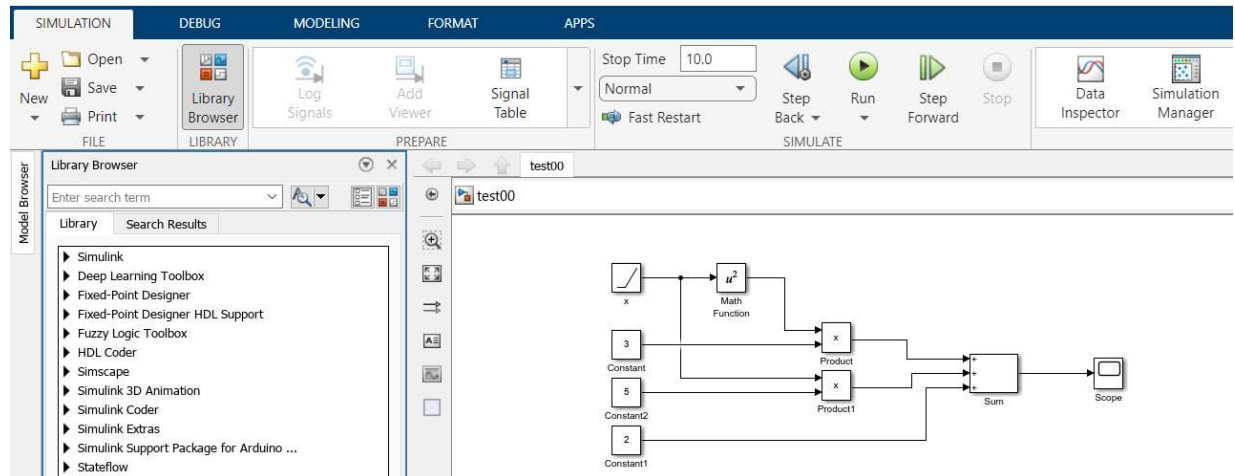 SIMULATION DEBUG MODELING FORMAT APPS
New
Open
Save
Print
FILE
Library
Browser
LIBRARY
Log
Signals
Add
Viewer
Signal
Table
PREPARE
Stop Time 10.0
Normal
Fast Restart
Step
Back
Run
Step
Forward
Stop
SIMULATE
Data
Inspector
Simulation
Manager
Model Browser
Library Browser
Enter search term
Library Search Results
Simulink
Deep Learning Toolbox
Fixed-Point Designer
Fixed-Point Designer HDL Support
Fuzzy Logic Toolbox
HDL Coder
Simscape
Simulink 3D Animation
Simulink Coder
Simulink Extras
Simulink Support Package for Arduino ...
Stateflow
test00
test00
x
u²
Math
Function
3
Constant
x
Product
5
Constant2
x
Product1
2
Constant1
+
+
+
Sum
Scope